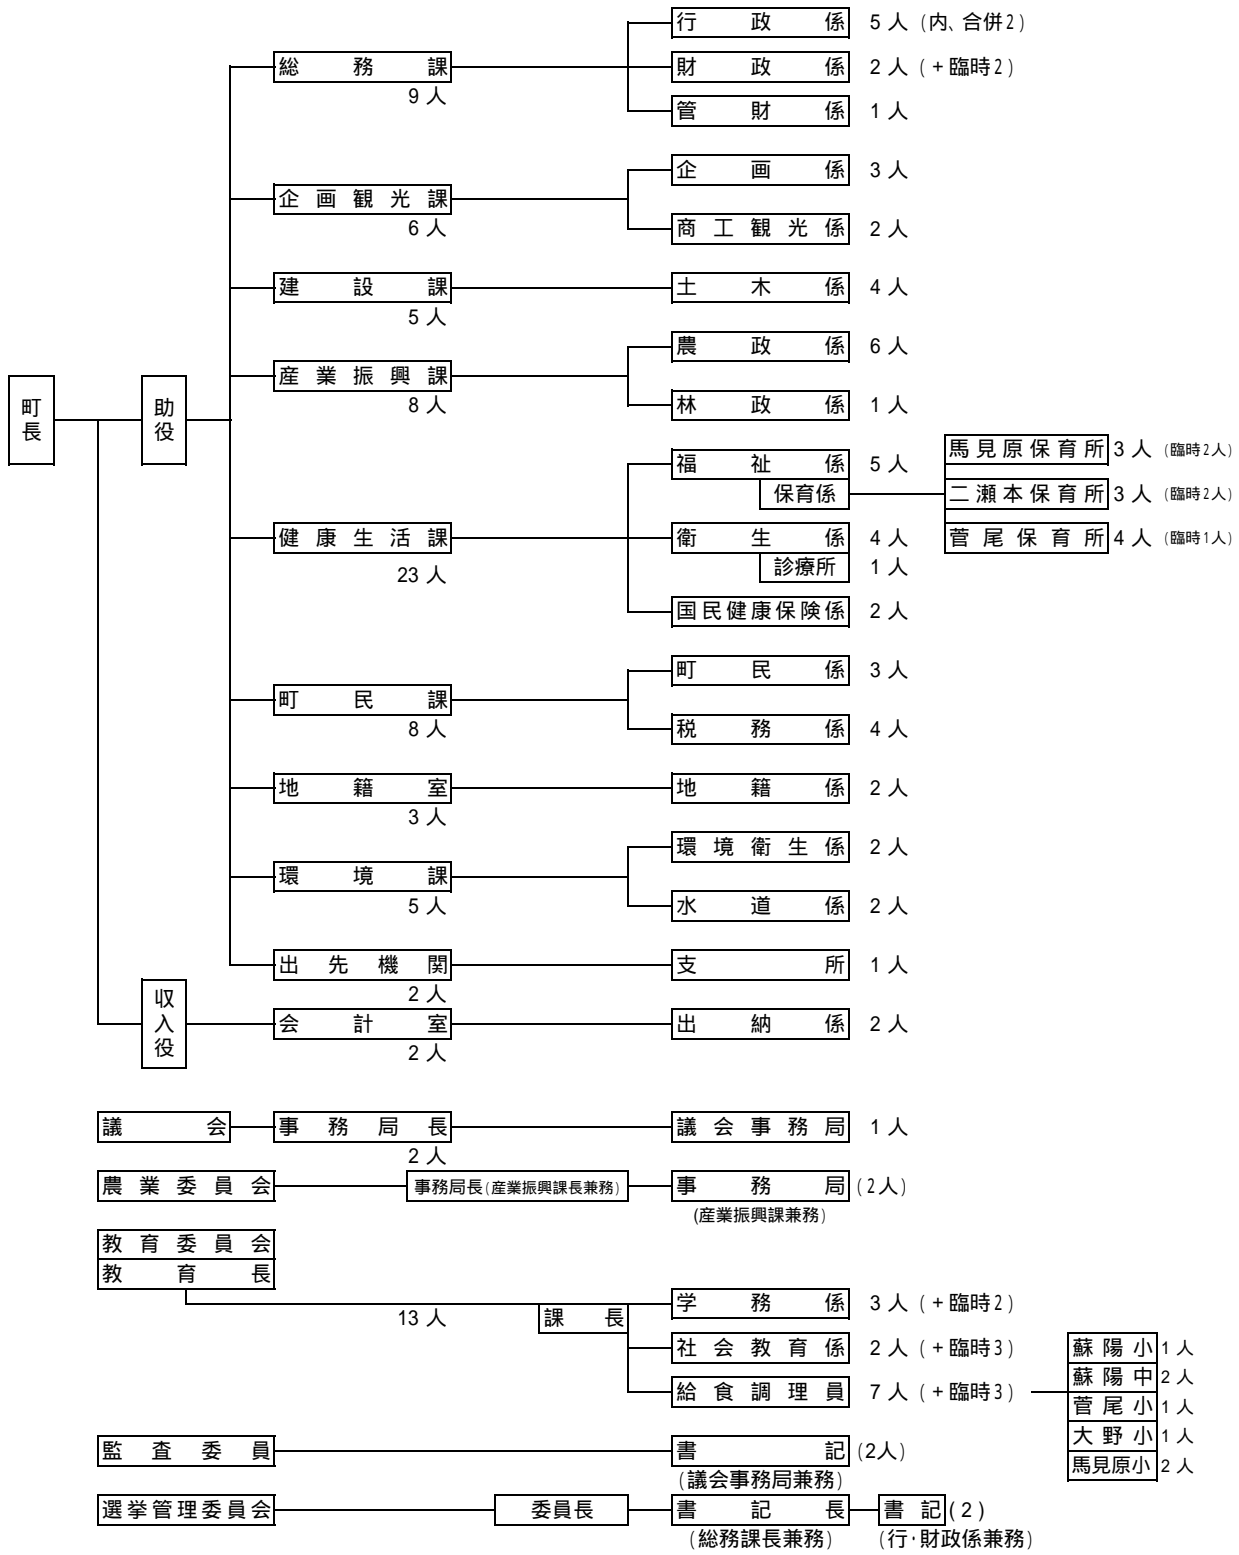 行政係 5人(内、合併2)
総務課 財政係 2人(+臨時2)
9人
管財係 1人
企画係 3人
企画観光課
6人
商工観光係 2人
建設課 土木係 4人
5人
農政係 6人
産業振興課
8人
林政係 1人
町長
助役
福祉係 5人
保育係
馬見原保育所 3人(臨時2人)
二瀬本保育所 3人(臨時2人)
菅尾保育所 4人(臨時1人)
健康生活課 衛生係 4人
23人
診療所 1人
国民健康保険係 2人
町民係 3人
町民課
8人
税務係 4人
地籍室 地籍係 2人
3人
環境衛生係 2人
環境課
5人
水道係 2人
出先機関 支所 1人
2人
収入役
会計室 出納係 2人
2人
議会 事務局長 議会事務局 1人
2人
農業委員会 事務局長(産業振興課長兼務) 事務局(2人)
(産業振興課兼務)
教育委員会
教育長
13人 課長
学務係 3人(+臨時2)
社会教育係 2人(+臨時3)
給食調理員 7人(+臨時3)
蘇陽小 1人
蘇陽中 2人
菅尾小 1人
大野小 1人
馬見原小 2人
監査委員 書記(2人)
(議会事務局兼務)
選挙管理委員会 委員長 書記長 書記(2)
(総務課長兼務) (行・財政係兼務)